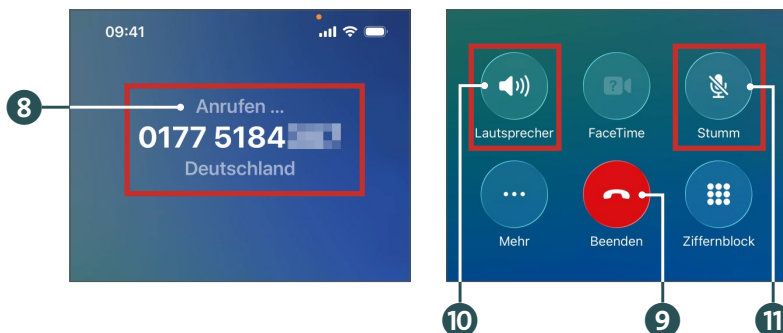 09:41
8
Anrufen ...
0177 5184
Deutschland
Lautsprecher
FaceTime
Stumm
Mehr
Beenden
Ziffernblock
10
9
11